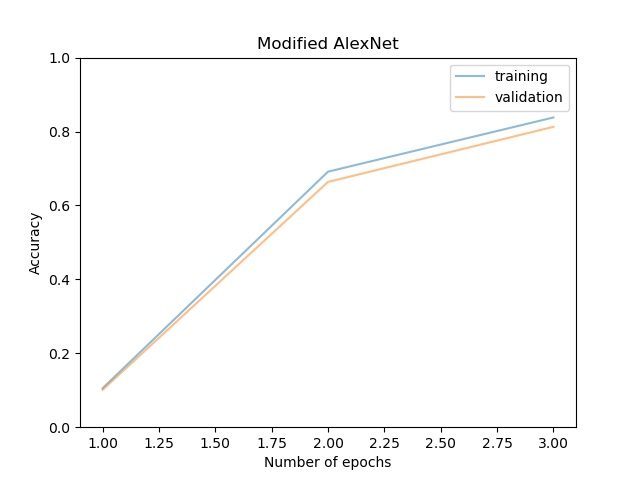 Modified AlexNet
training
validation
Accuracy
1.0
0.8
0.6
0.4
0.2
0.0
1.00 1.25 1.50 1.75 2.00 2.25 2.50 2.75 3.00
Number of epochs